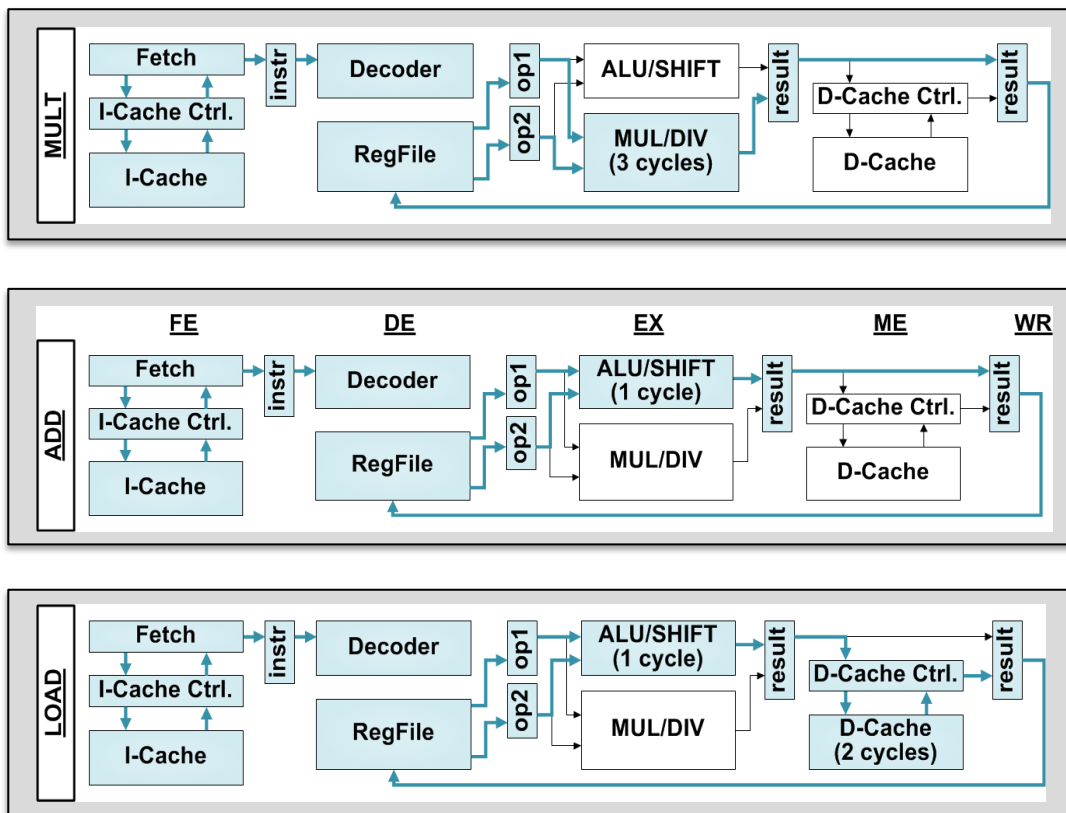 MULT
Fetch
I-Cache Ctrl.
I-Cache
instr
Decoder
RegFile
op1
op2
ALU/SHIFT
MUL/DIV
(3 cycles)
result
D-Cache Ctrl.
D-Cache
result
FE
DE
EX
ME
WR
ADD
Fetch
I-Cache Ctrl.
I-Cache
instr
Decoder
RegFile
op1
op2
ALU/SHIFT
(1 cycle)
MUL/DIV
result
D-Cache Ctrl.
D-Cache
result
LOAD
Fetch
I-Cache Ctrl.
I-Cache
instr
Decoder
RegFile
op1
op2
ALU/SHIFT
(1 cycle)
MUL/DIV
result
D-Cache Ctrl.
D-Cache
(2 cycles)
result